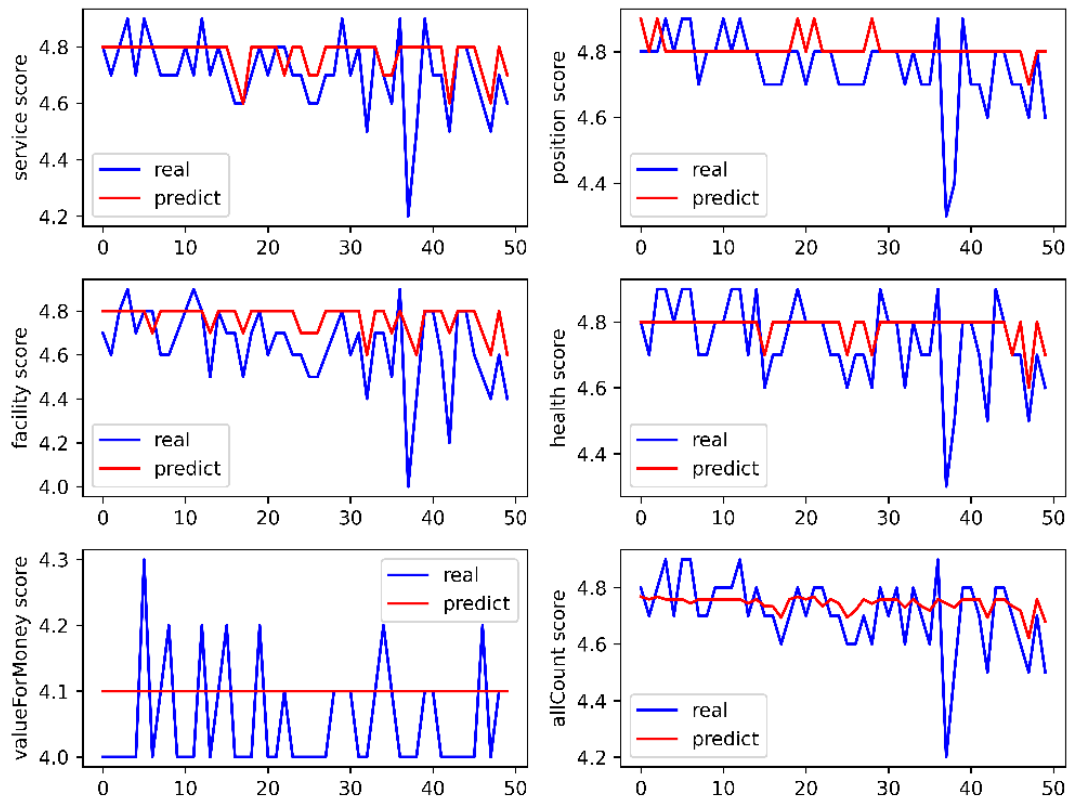 service score
4.8
4.6
4.4
4.2
real
predict
0 10 20 30 40 50
position score
4.8
4.6
4.4
real
predict
0 10 20 30 40 50
facility score
4.8
4.6
4.4
4.2
4.0
real
predict
0 10 20 30 40 50
health score
4.8
4.6
4.4
real
predict
0 10 20 30 40 50
valueForMoney score
4.3
4.2
4.1
4.0
real
predict
0 10 20 30 40 50
allCount score
4.8
4.6
4.4
4.2
real
predict
0 10 20 30 40 50